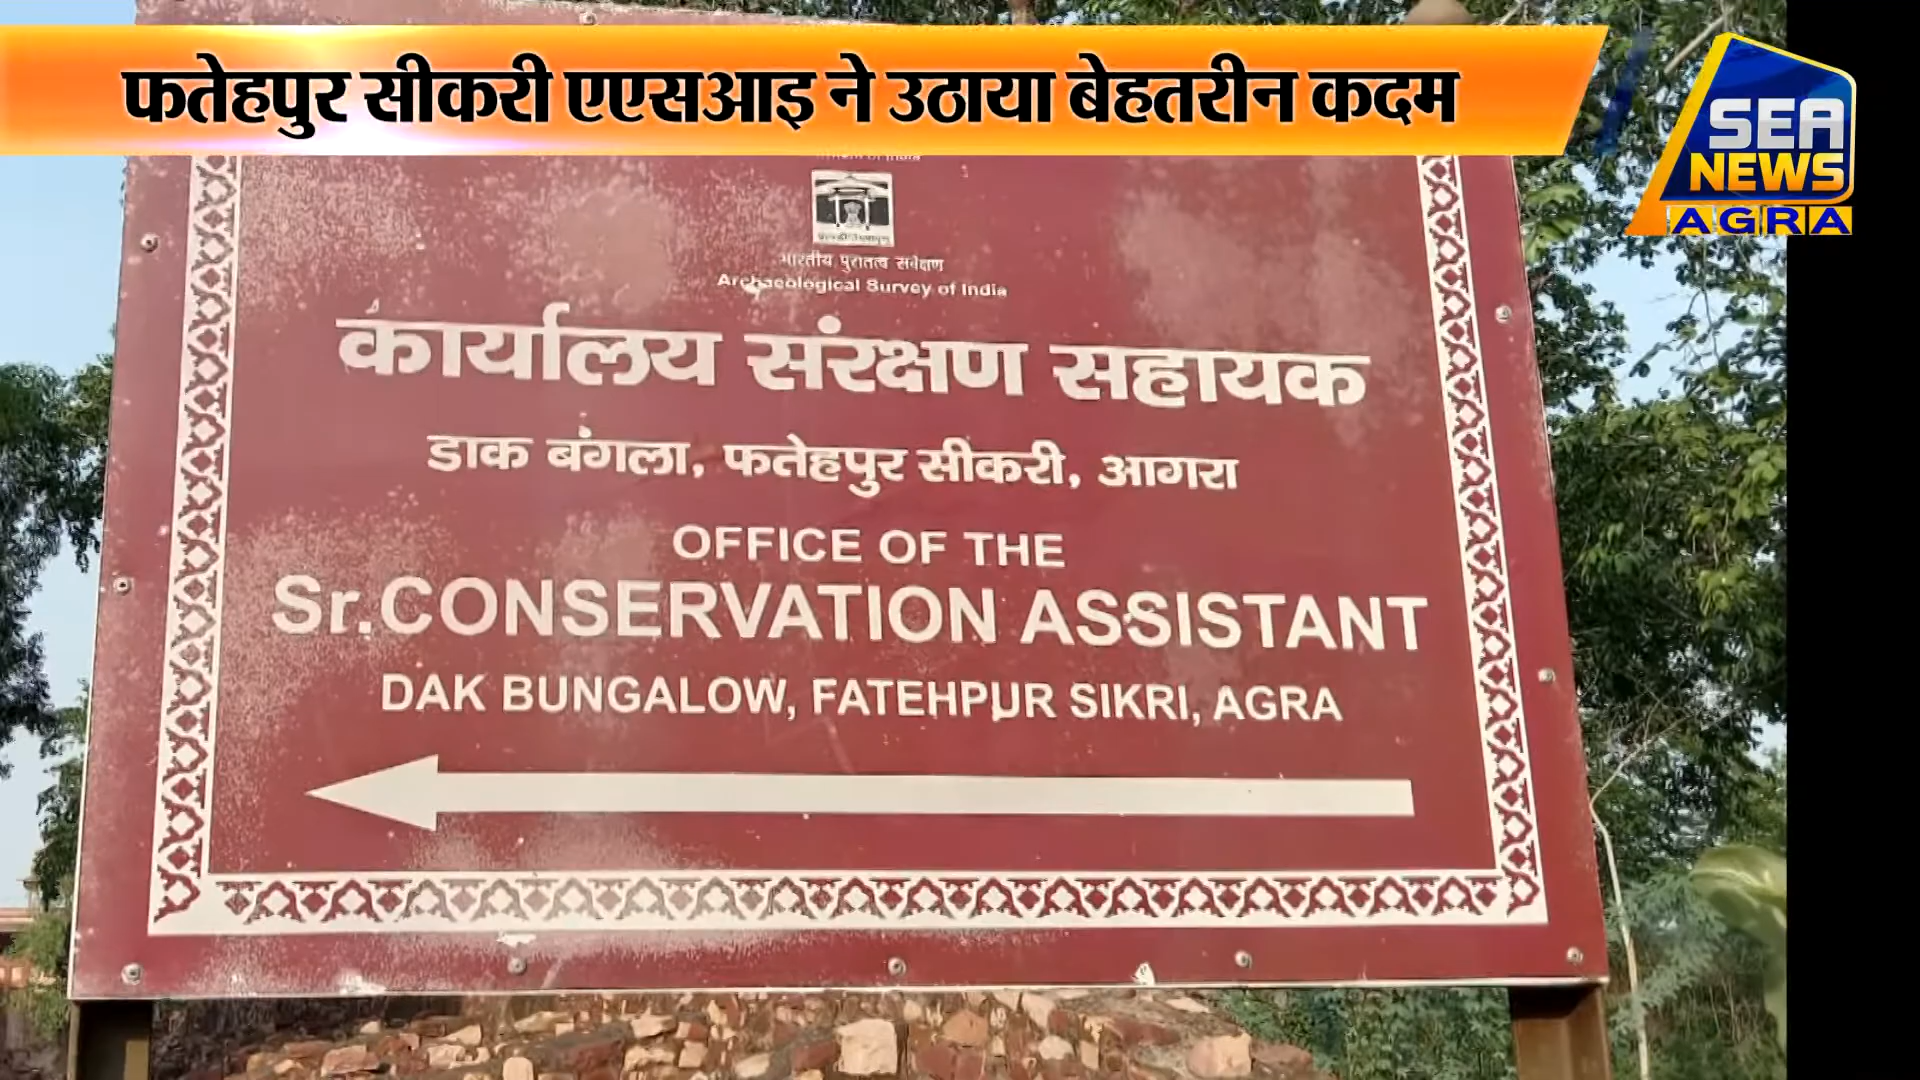 फतेहपुर सीकरी एएसआइ ने उठाया बेहतरीन कदम
SEA
NEWS
AGRA
भारतीय पुरातत्व सर्वेक्षण
Archaeological Survey of India
कार्यालय संरक्षण सहायक
डाक बंगला, फतेहपुर सीकरी, आगरा
OFFICE OF THE
Sr.CONSERVATION ASSISTANT
DAK BUNGALOW, FATEHPUR SIKRI, AGRA